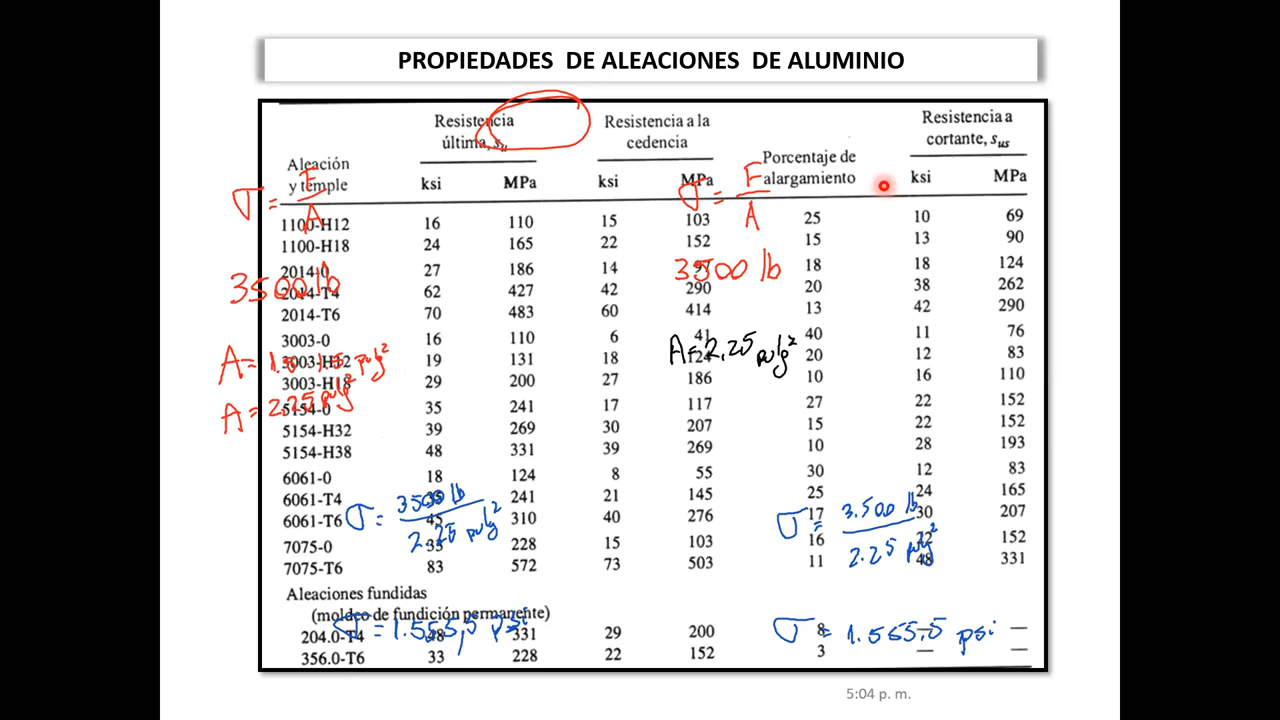 PROPIEDADES DE ALEACIONES DE ALUMINIO
Resistencia última, su Resistencia a la cedencia Resistencia a cortante, sus
Aleación y temple ksi MPa ksi MPa Porcentaje de alargamiento ksi MPa
1100-H12 16 110 15 103 25 10 69
1100-H18 24 165 22 152 15 13 90
2014-0 27 186 14 97 18 18 124
2014-T4 62 427 42 290 20 38 262
2014-T6 70 483 60 414 13 42 290
3003-0 16 110 6 41 40 11 76
3003-H12 19 131 18 124 20 12 83
3003-H18 29 200 27 186 10 16 110
5154-0 35 241 17 117 27 22 152
5154-H32 39 269 30 207 15 22 152
5154-H38 48 331 39 269 10 28 193
6061-0 18 124 8 55 30 12 83
6061-T4 35 241 21 145 25 24 165
6061-T6 45 310 40 276 17 30 207
7075-0 33 228 15 103 16 22 152
7075-T6 83 572 73 503 11 48 331
Aleaciones fundidas
(moldeo de fundición permanente)
204.0-T4 48 331 29 200 8 — —
356.0-T6 33 228 22 152 3 — —
σ = F/A
3500 lb
A = 1.5 · 1.5 pulg²
A = 2.25 pulg²
σ = 3500 lb / 2.25 pulg²
σ = 1.555,5 psi
σ = F/A
3500 lb
A = 2.25 pulg²
σ = 3.500 lb / 2.25 pulg²
σ = 1.555.5 psi
5:04 p. m.